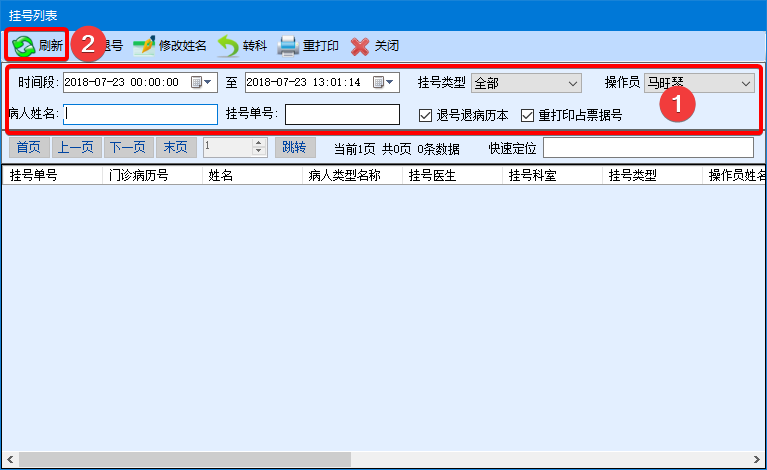 挂号列表
刷新 2 退号 修改姓名 转科 重打印 关闭
时间段: 2018-07-23 00:00:00 至 2018-07-23 13:01:14 挂号类型 全部 操作员 马旺琴
病人姓名: 挂号单号: 退号退病历本 重打印占票据号 1
首页 上一页 下一页 末页 1 跳转 当前1页 共0页 0条数据 快速定位
挂号单号 门诊病历号 姓名 病人类型名称 挂号医生 挂号科室 挂号类型 操作员姓名